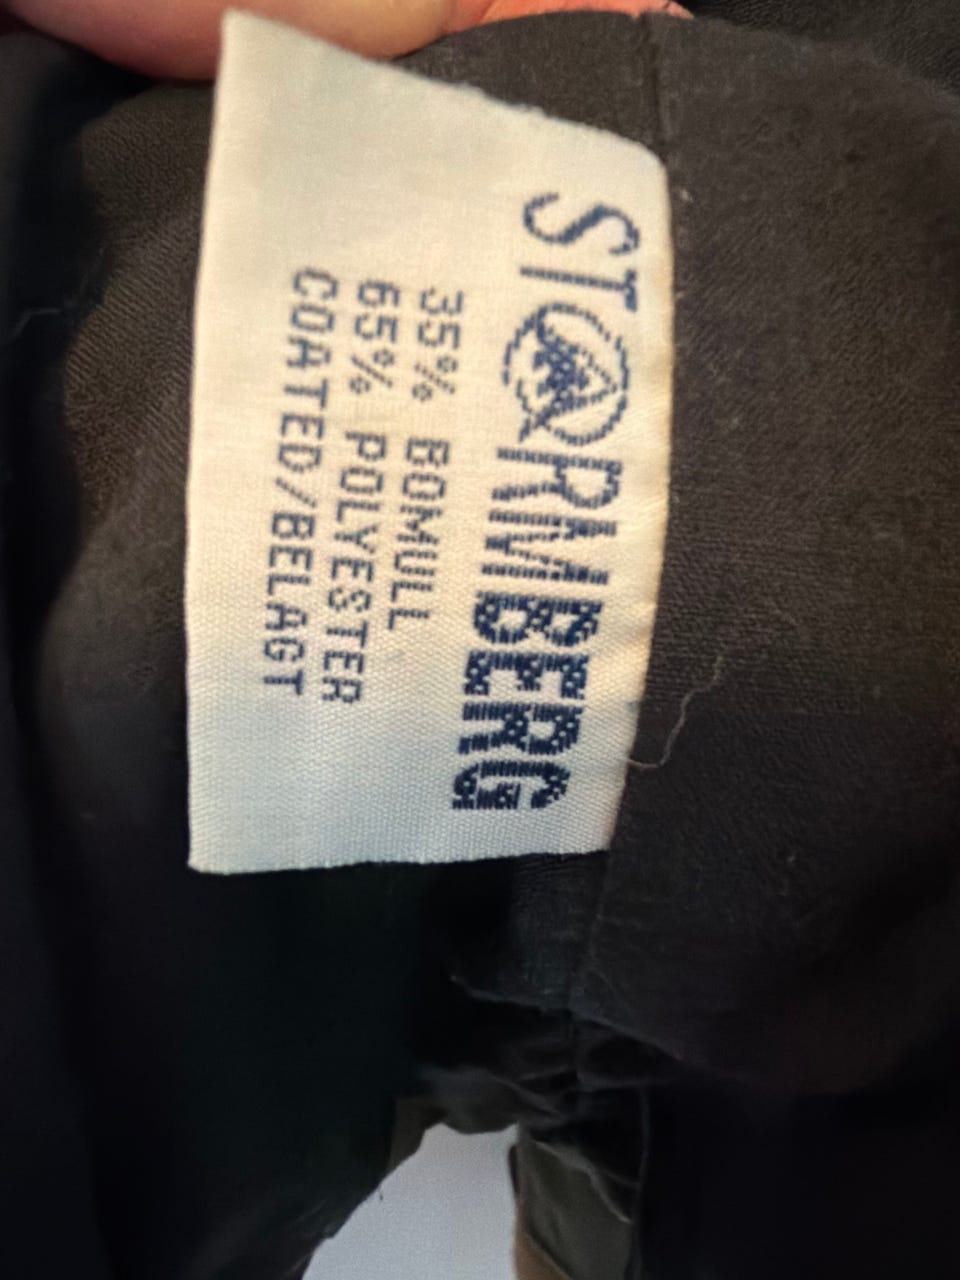 STORMBERG
35% BOMULL
65% POLYESTER
COATED/BELAGT